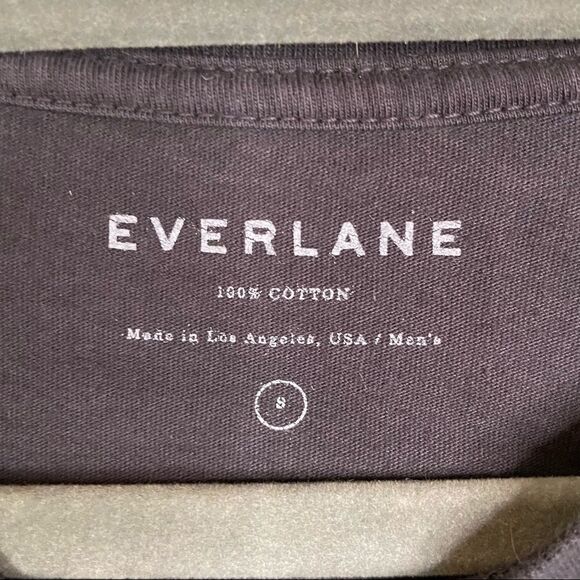 EVERLANE
100% COTTON
Made in Los Angeles, USA / Men's
S